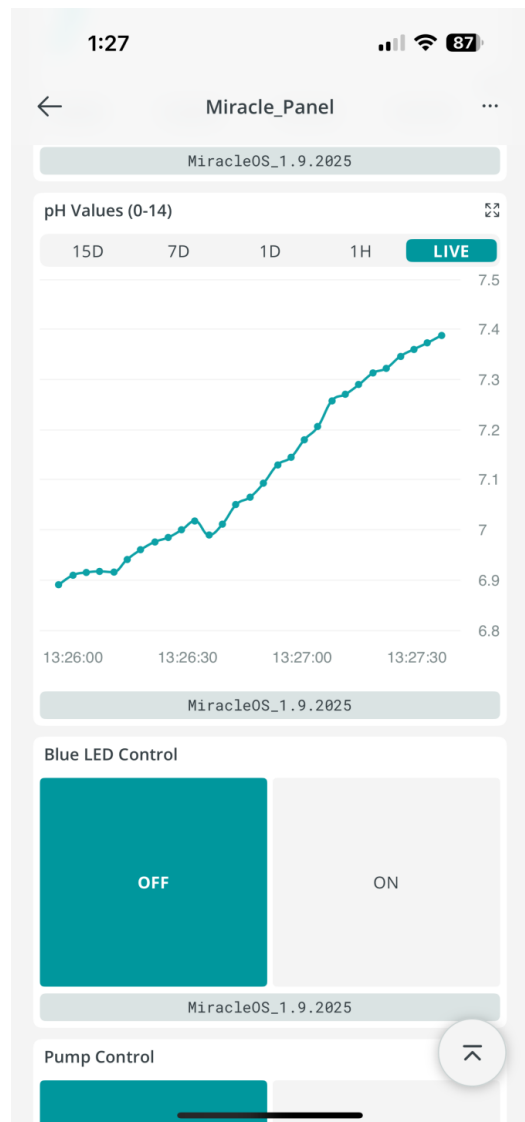 1:27 87
Miracle_Panel ...
MiracleOS_1.9.2025
pH Values (0-14)
15D 7D 1D 1H LIVE
7.5
7.4
7.3
7.2
7.1
7
6.9
6.8
13:26:00 13:26:30 13:27:00 13:27:30
MiracleOS_1.9.2025
Blue LED Control
OFF ON
MiracleOS_1.9.2025
Pump Control